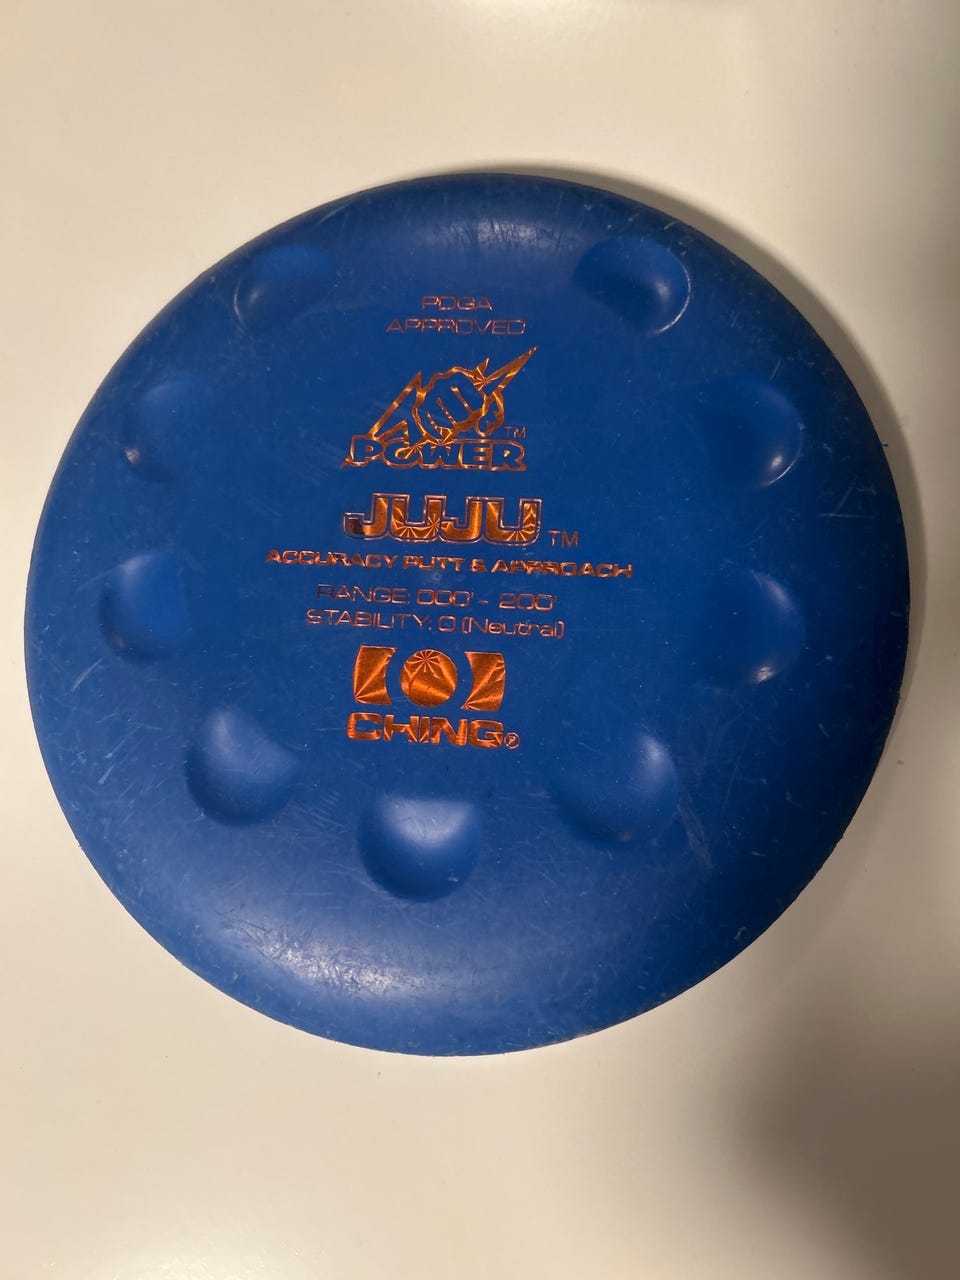 PDGA
APPROVED
POWER™
JUJU™
ACCURACY PUTT & APPROACH
RANGE: 000' - 200'
STABILITY: 0 (Neutral)
CHING®